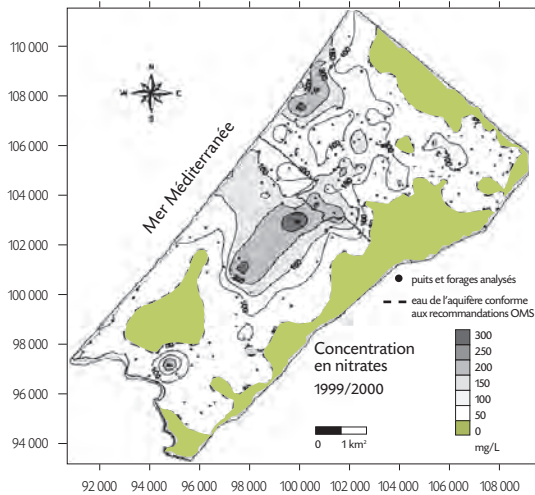 110 000
108 000
106 000
104 000
102 000
100 000
98 000
96 000
94 000
N
S
Mer Méditerranée
puits et forages analysés
eau de l'aquifère conforme
aux recommandations OMS
Concentration
en nitrates
1999/2000
0 1 km²
300
250
200
150
100
50
0
mg/L
92 000 94 000 96 000 98 000 100 000 102 000 104 000 106 000 108 000